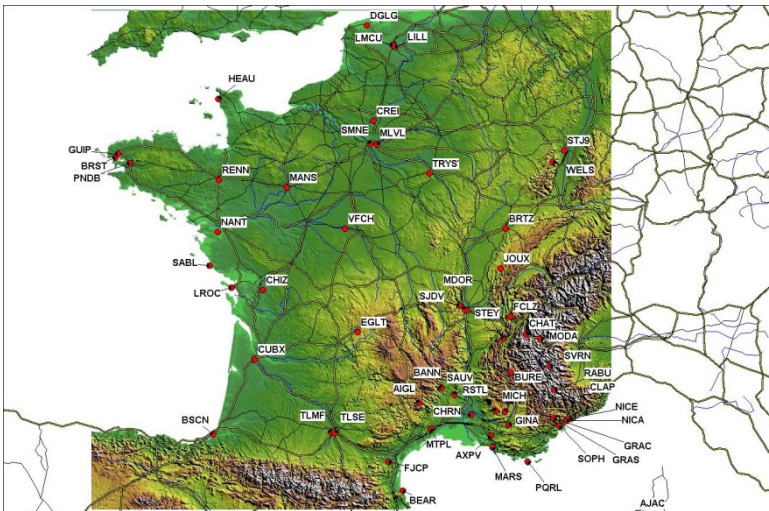 DGLG
LMCU LILL
HEAU
CREI
SMNE MLVL
GUIP
BRST
PNDB
RENN
MANS
TRYS
STJ9
WELS
NANT
VFCH
BRTZ
SABL
JOUX
LROC
CHIZ
MDOR
SJDV
STEY
FCLZ
EGLT
CHAT
MODA
CUBX
SVRN
BANN
SAUV
BURE
RABU
AIGL
RSTL
CLAP
MICH
CHRN
NICE
BSCN
TLMF
TLSE
GINA
NICA
MTPL
AXPV
GRAC
SOPH
GRAS
FJCP
MARS
PQRL
BEAR
AJAC